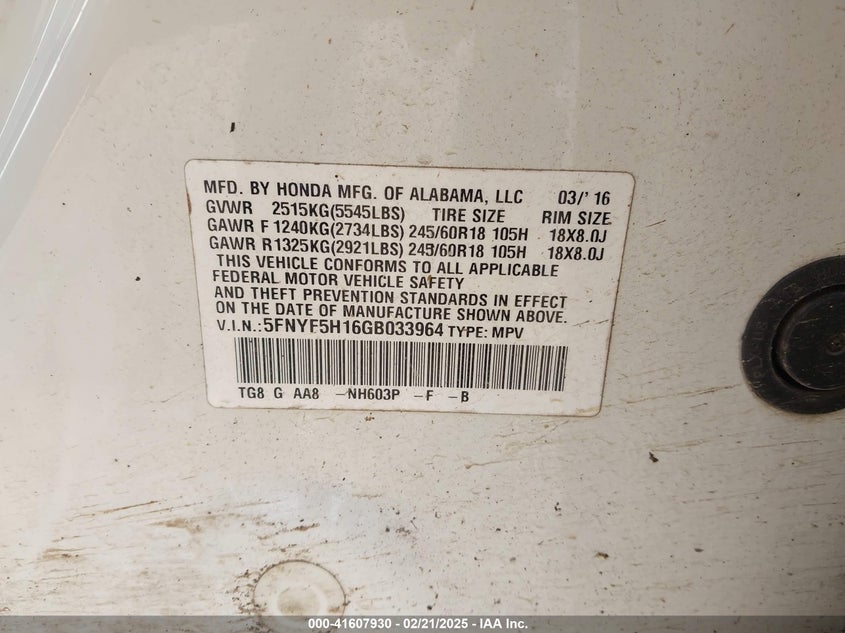 MFD. BY HONDA MFG. OF ALABAMA, LLC 03/'16
GVWR 2515KG(5545LBS) TIRE SIZE RIM SIZE
GAWR F 1240KG(2734LBS) 245/60R18 105H 18X8.0J
GAWR R 1325KG(2921LBS) 245/60R18 105H 18X8.0J
THIS VEHICLE CONFORMS TO ALL APPLICABLE
FEDERAL MOTOR VEHICLE SAFETY
AND THEFT PREVENTION STANDARDS IN EFFECT
ON THE DATE OF MANUFACTURE SHOWN ABOVE.
V.I.N.:5FNYF5H16GB033964 TYPE: MPV
TG8 G AA8 -NH603P -F -B
000-41607930 - 02/21/2025 - IAA Inc.